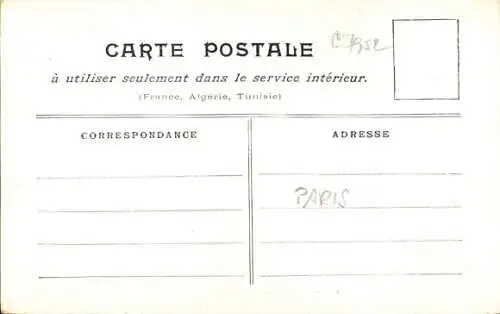 CARTE POSTALE
à utiliser seulement dans le service intérieur.
(France, Algérie, Tunisie)
CORRESPONDANCE
ADRESSE
PARIS